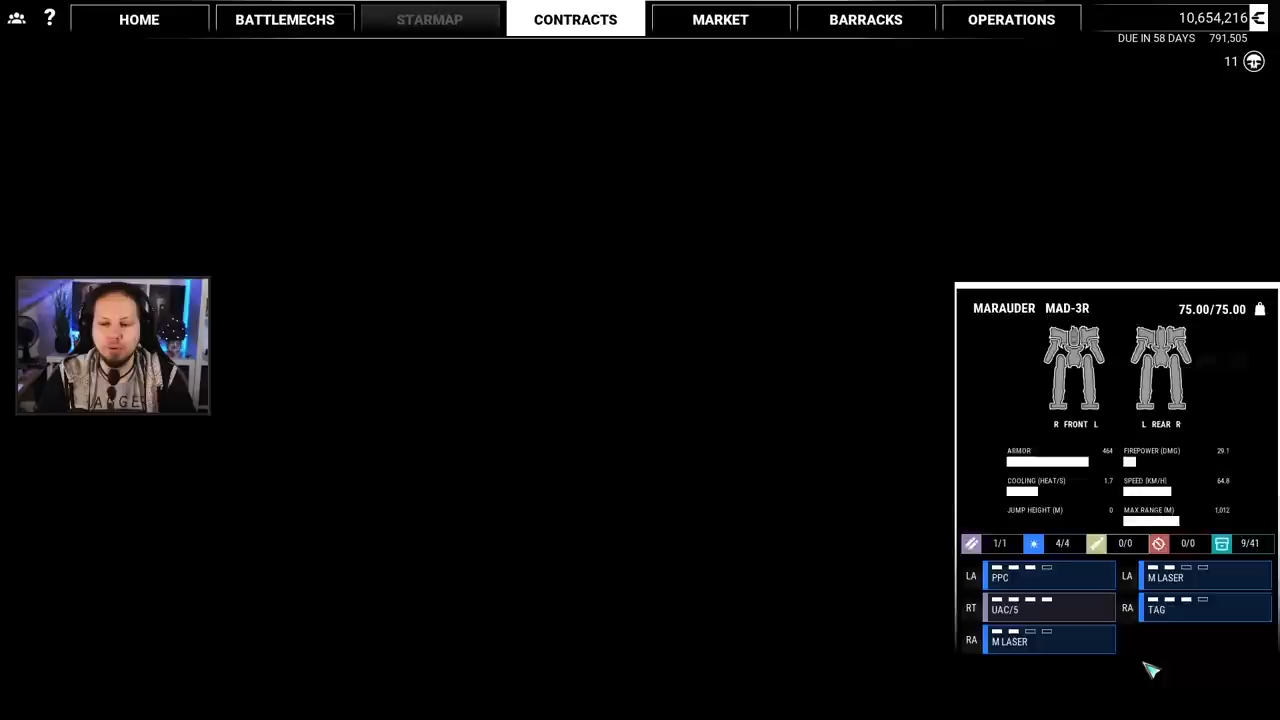 ? HOME BATTLEMECHS STARMAP CONTRACTS MARKET BARRACKS OPERATIONS 10,654,216
DUE IN 58 DAYS 791,505
11
MARAUDER MAD-3R 75.00/75.00
R FRONT L L REAR R
ARMOR 464 FIREPOWER (DMG) 29.1
COOLING (HEAT/S) 1.7 SPEED (KM/H) 64.8
JUMP HEIGHT (M) 0 MAX.RANGE (M) 1,012
1/1 4/4 0/0 0/0 9/41
LA PPC LA M LASER
RT UAC/5 RA TAG
RA M LASER